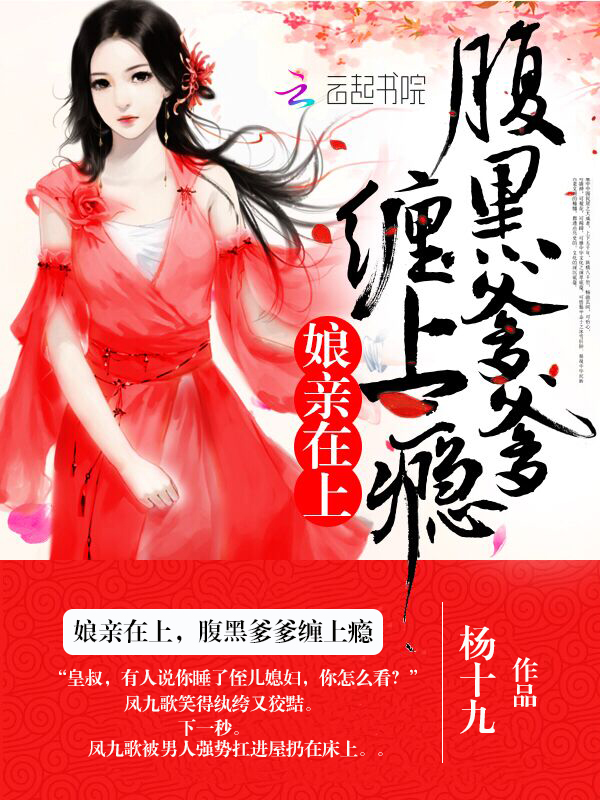 云起书院
腹黑爹爹
缠上瘾
娘亲在上
娘亲在上，腹黑爹爹缠上瘾
“皇叔，有人说你睡了侄儿媳妇，你怎么看？”
凤九歌笑得纨绔又狡黠。
下一秒。
凤九歌被男人强势扛进屋扔在床上。。
杨十九
作品